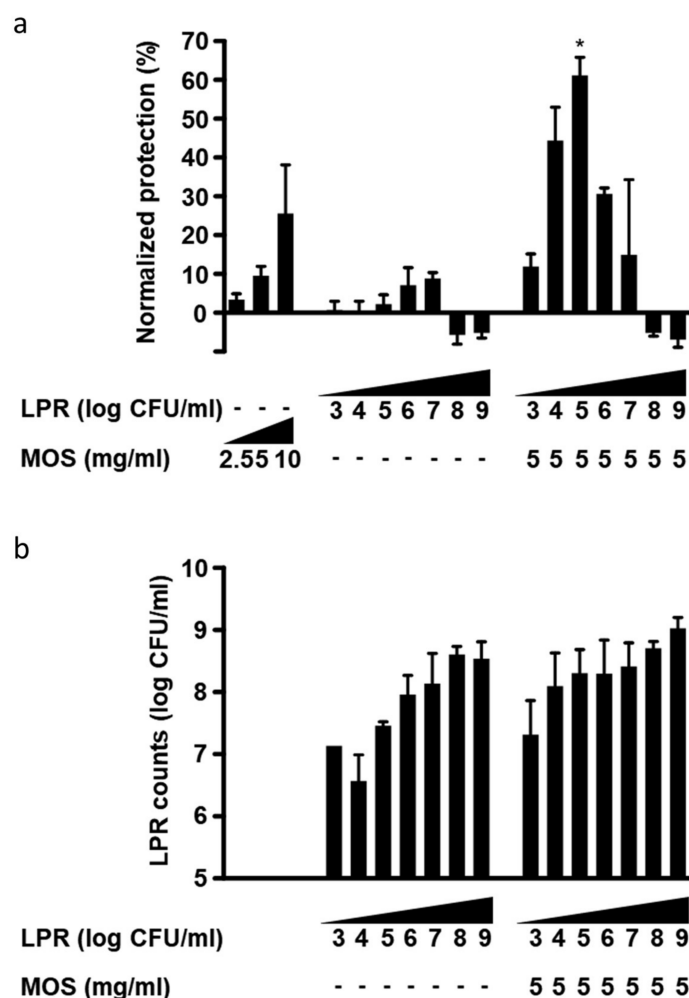 a
Normalized protection (%)
70
60
50
40
30
20
10
0
*
LPR (log CFU/ml) - - - 3 4 5 6 7 8 9 3 4 5 6 7 8 9
MOS (mg/ml) 2.5 5 10 - - - - - - - 5 5 5 5 5 5 5
b
LPR counts (log CFU/ml)
10
9
8
7
6
5
LPR (log CFU/ml) 3 4 5 6 7 8 9 3 4 5 6 7 8 9
MOS (mg/ml) - - - - - - - 5 5 5 5 5 5 5